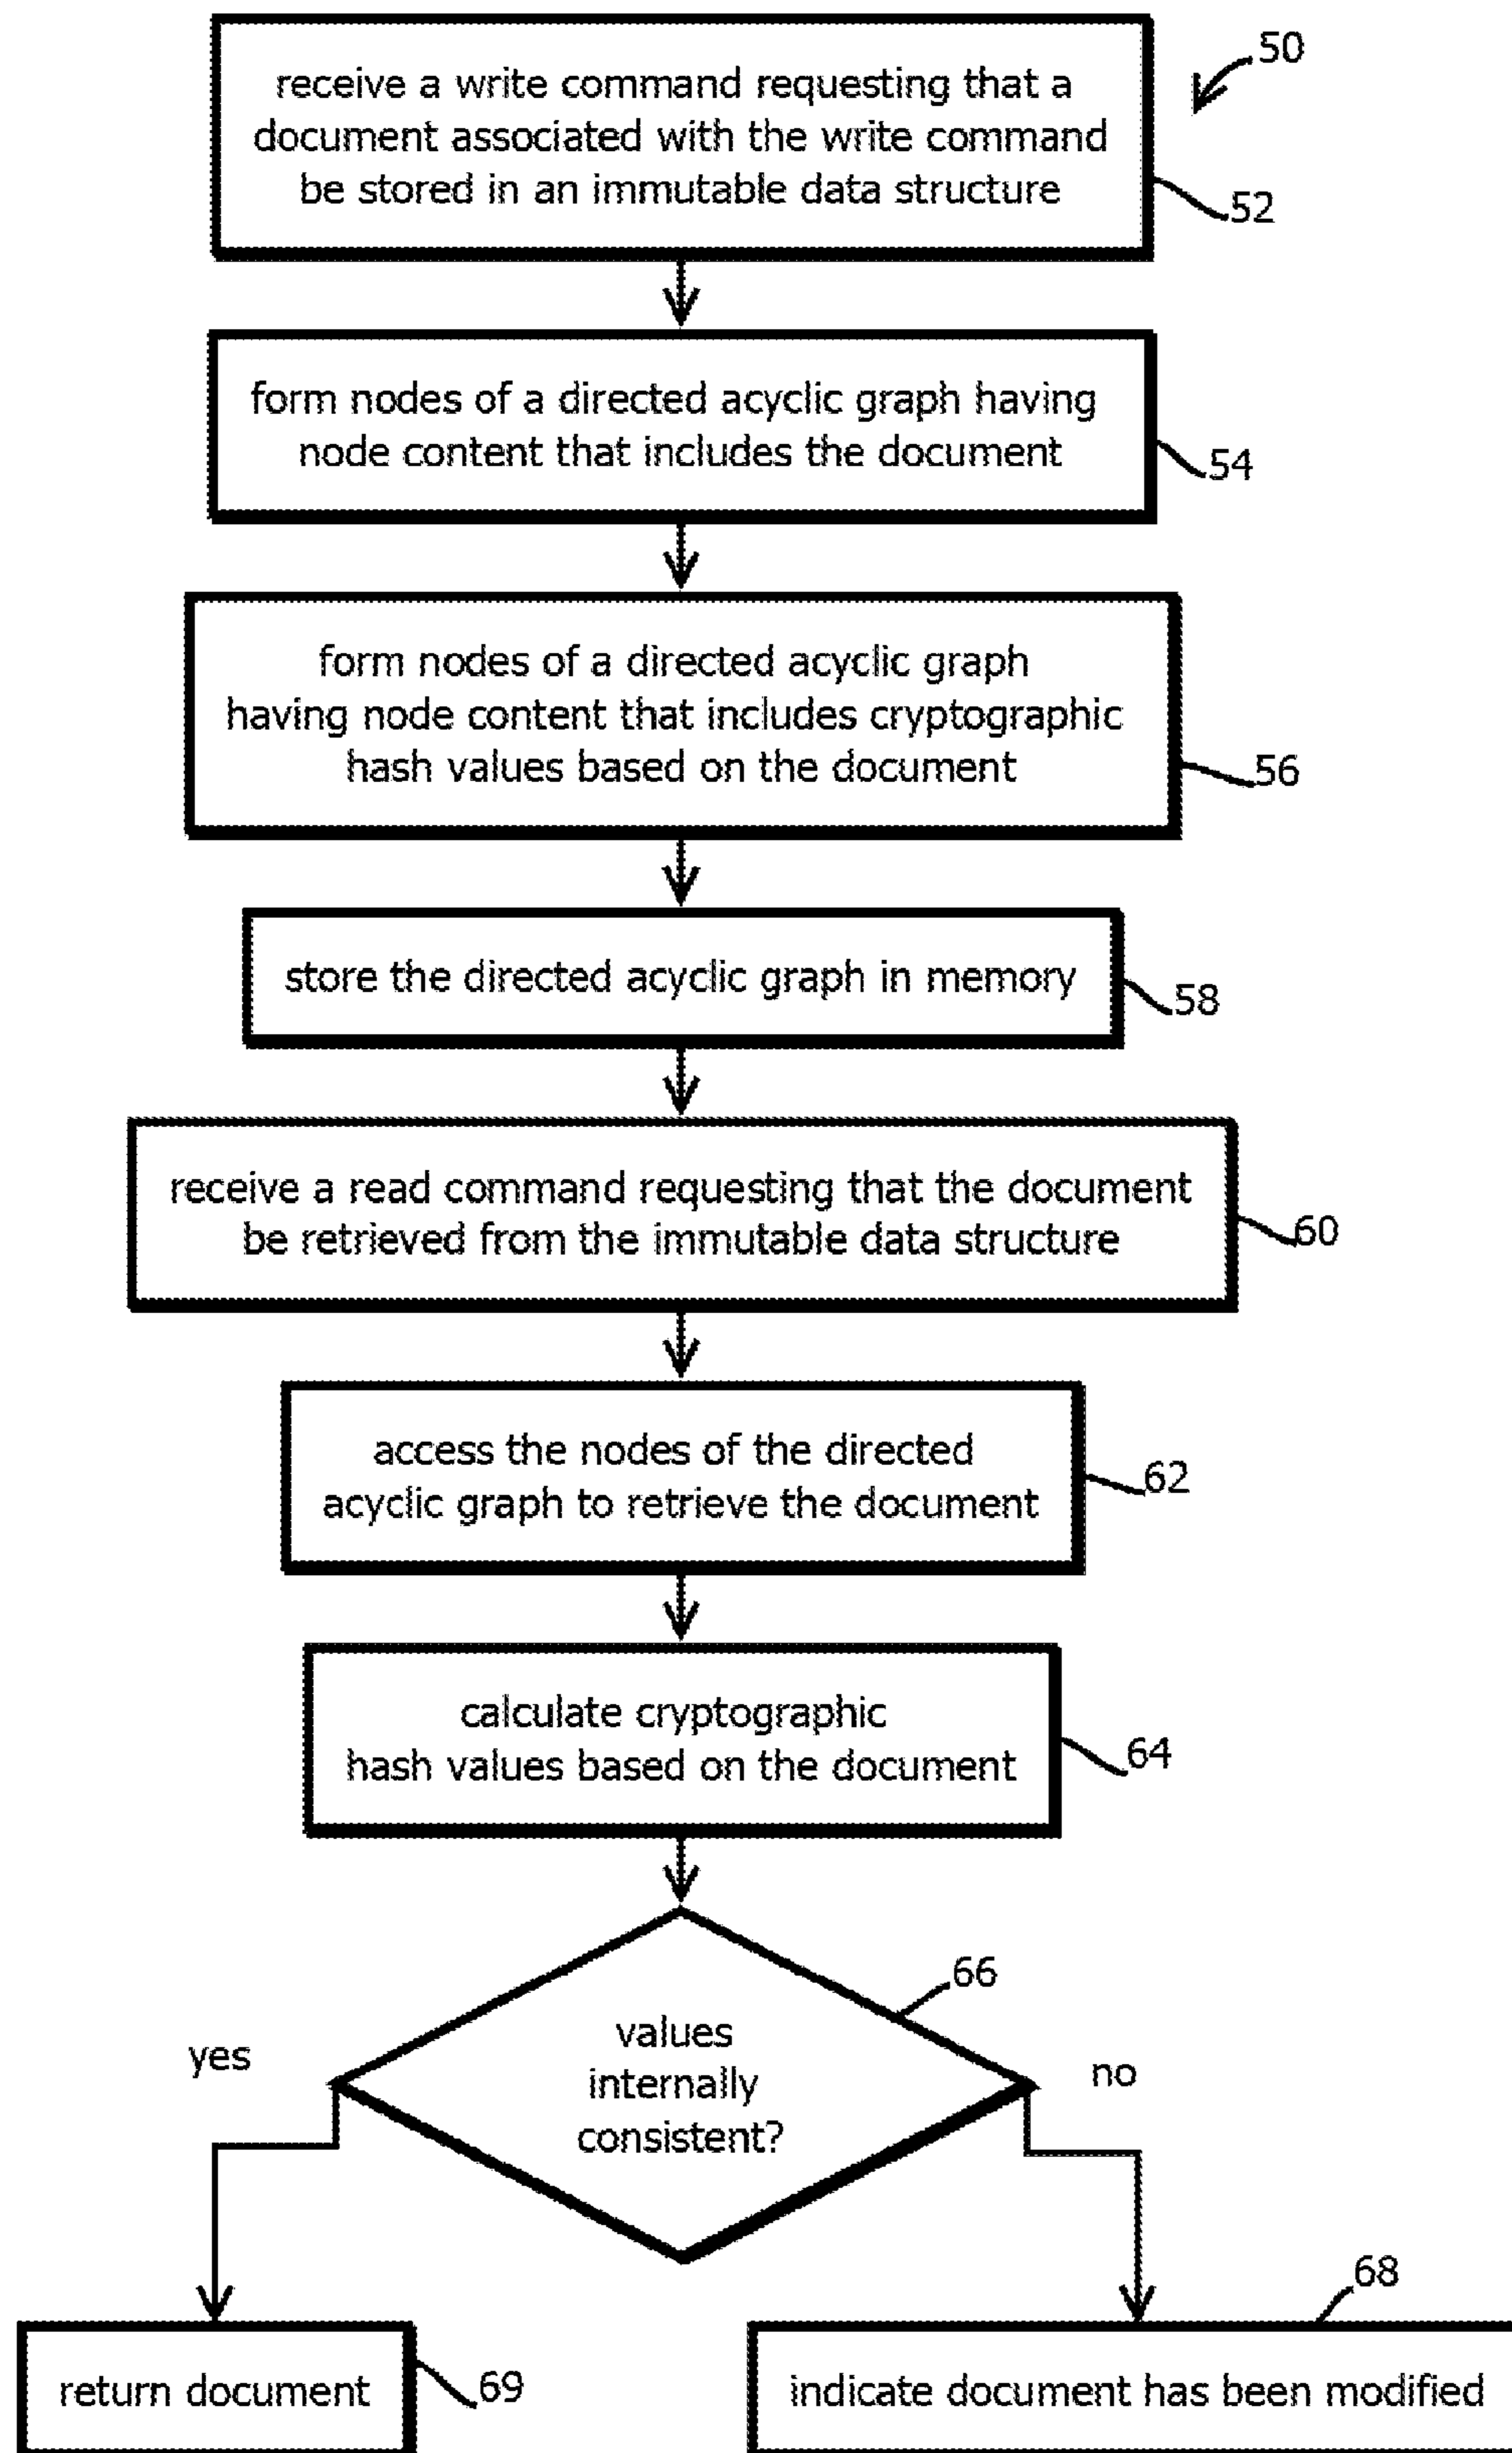 50
receive a write command requesting that a
document associated with the write command
be stored in an immutable data structure
52
form nodes of a directed acyclic graph having
node content that includes the document
54
form nodes of a directed acyclic graph
having node content that includes cryptographic
hash values based on the document
56
store the directed acyclic graph in memory
58
receive a read command requesting that the document
be retrieved from the immutable data structure
60
access the nodes of the directed
acyclic graph to retrieve the document
62
calculate cryptographic
hash values based on the document
64
66
values
internally
consistent?
yes
no
68
return document
69
indicate document has been modified